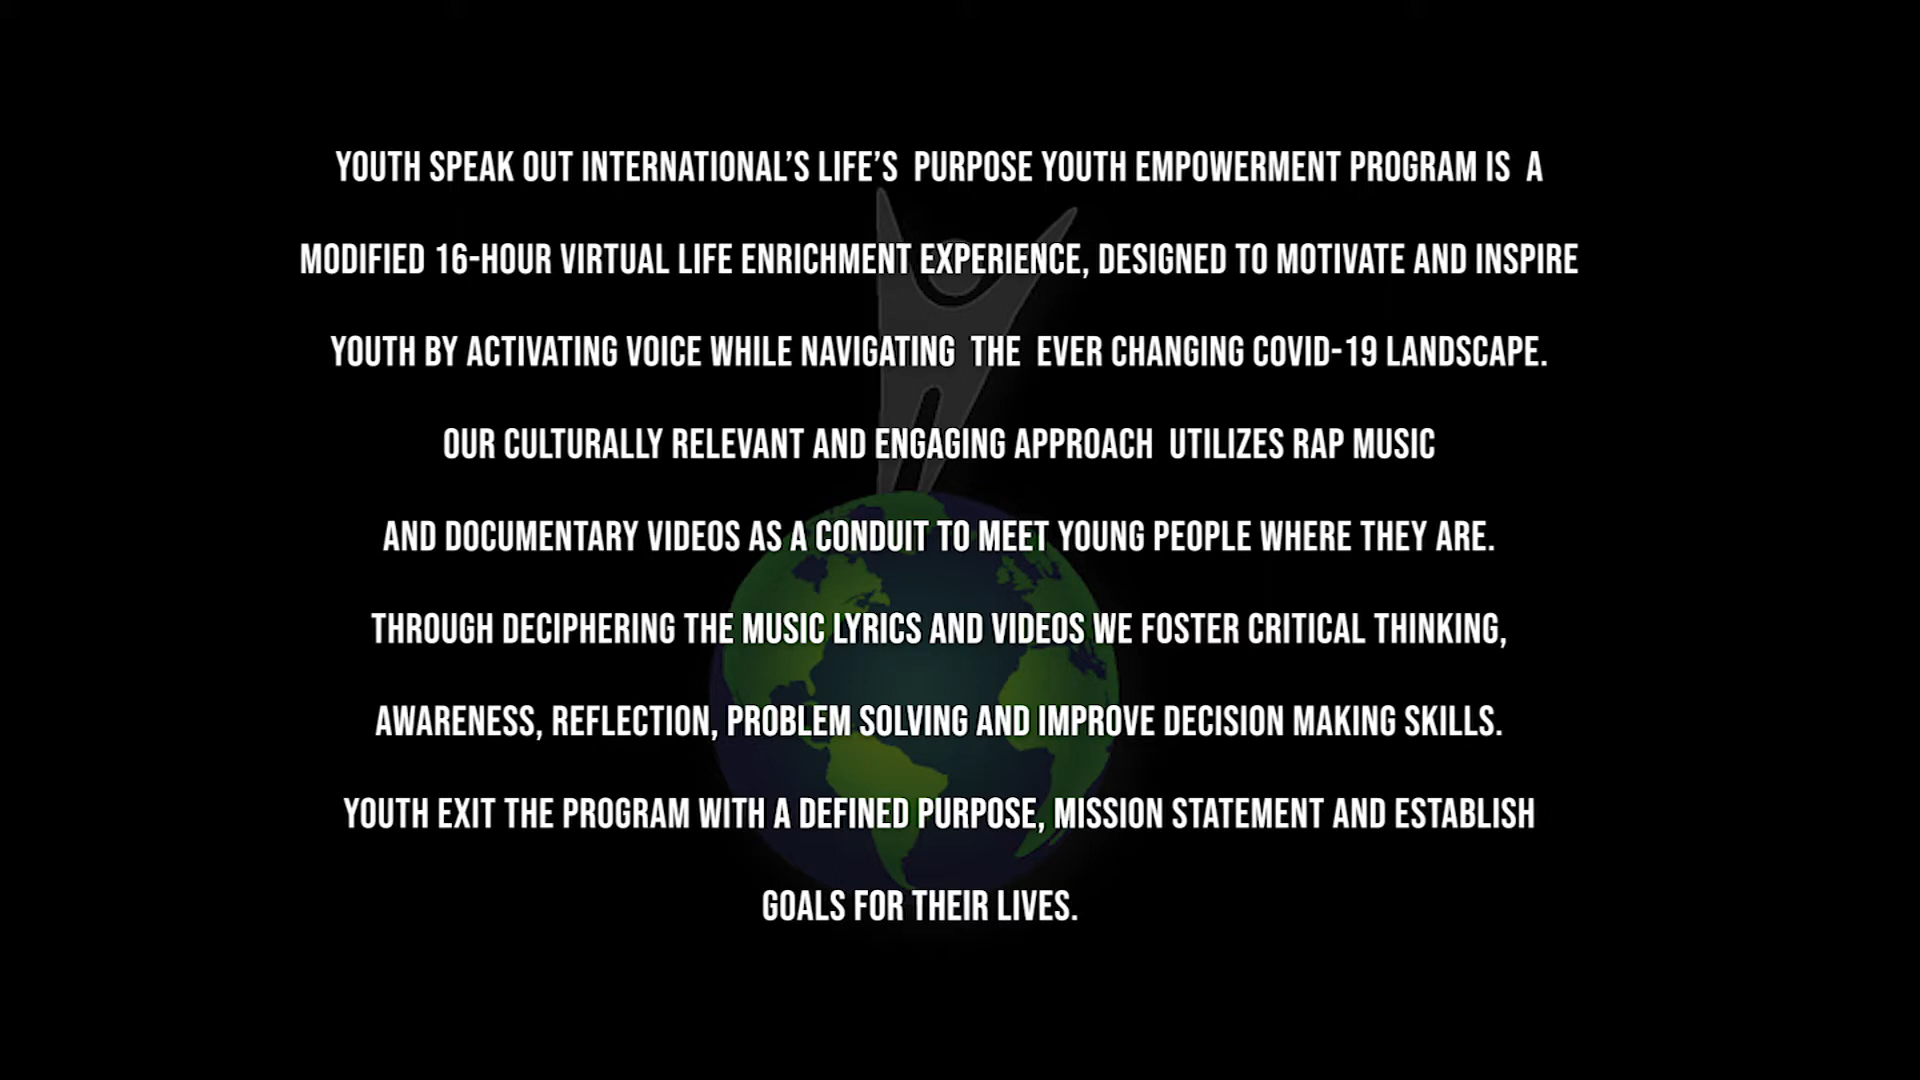 YOUTH SPEAK OUT INTERNATIONAL’S LIFE’S PURPOSE YOUTH EMPOWERMENT PROGRAM IS A
MODIFIED 16-HOUR VIRTUAL LIFE ENRICHMENT EXPERIENCE, DESIGNED TO MOTIVATE AND INSPIRE
YOUTH BY ACTIVATING VOICE WHILE NAVIGATING THE EVER CHANGING COVID-19 LANDSCAPE.
OUR CULTURALLY RELEVANT AND ENGAGING APPROACH UTILIZES RAP MUSIC
AND DOCUMENTARY VIDEOS AS A CONDUIT TO MEET YOUNG PEOPLE WHERE THEY ARE.
THROUGH DECIPHERING THE MUSIC LYRICS AND VIDEOS WE FOSTER CRITICAL THINKING,
AWARENESS, REFLECTION, PROBLEM SOLVING AND IMPROVE DECISION MAKING SKILLS.
YOUTH EXIT THE PROGRAM WITH A DEFINED PURPOSE, MISSION STATEMENT AND ESTABLISH
GOALS FOR THEIR LIVES.